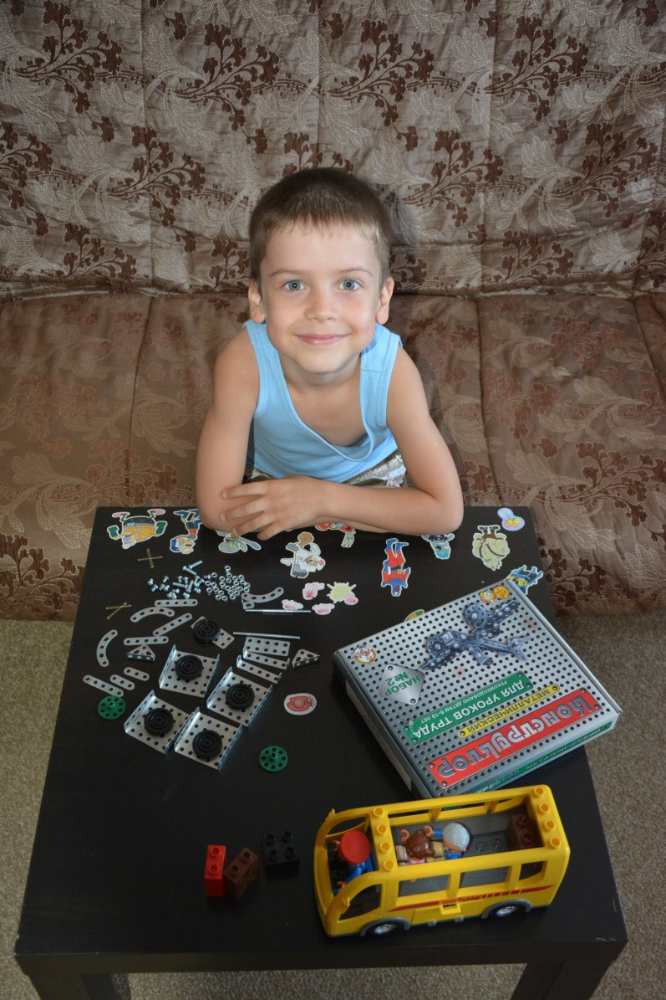 Конструктор
МЕТАЛЛИЧЕСКИЙ
ДЛЯ УРОКОВ ТРУДА
РЕКОМЕНДОВАНО ДЕТЯМ 6-10 ЛЕТ
НАБОР
№2